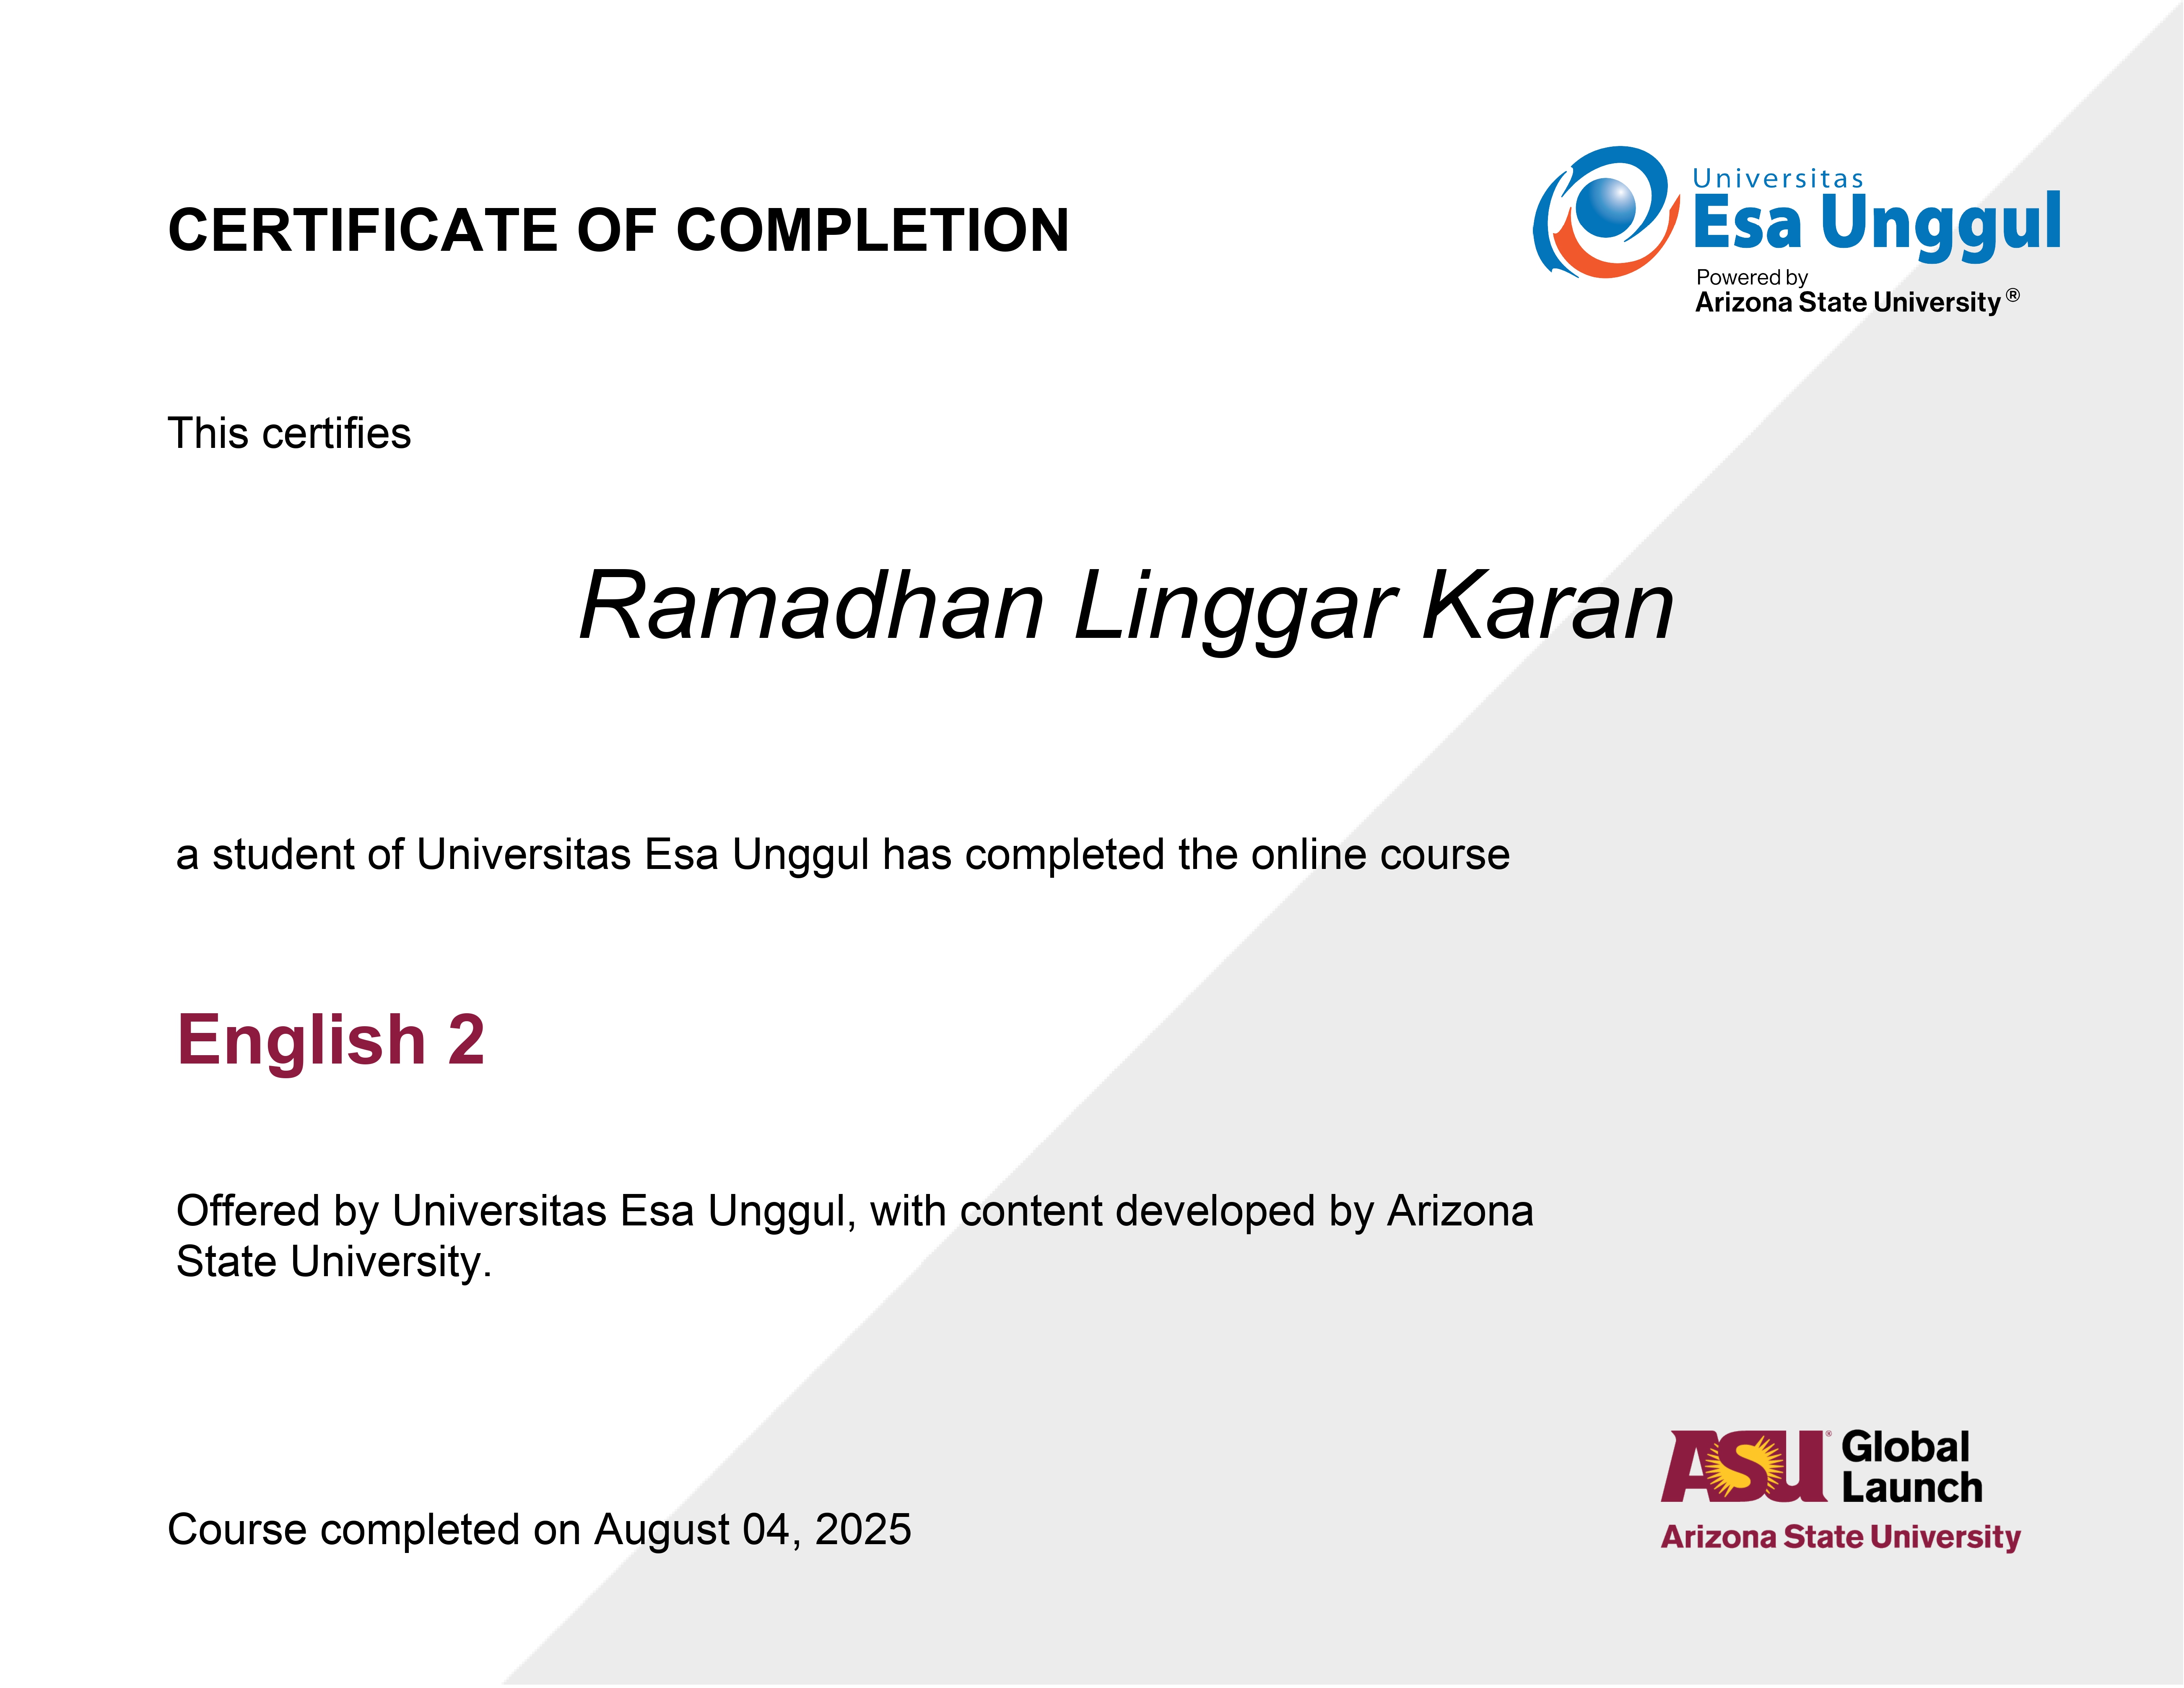 CERTIFICATE OF COMPLETION
Universitas
Esa Unggul
Powered by
Arizona State University ®
This certifies
Ramadhan Linggar Karan
a student of Universitas Esa Unggul has completed the online course
English 2
Offered by Universitas Esa Unggul, with content developed by Arizona
State University.
Course completed on August 04, 2025
ASU® Global
Launch
Arizona State University